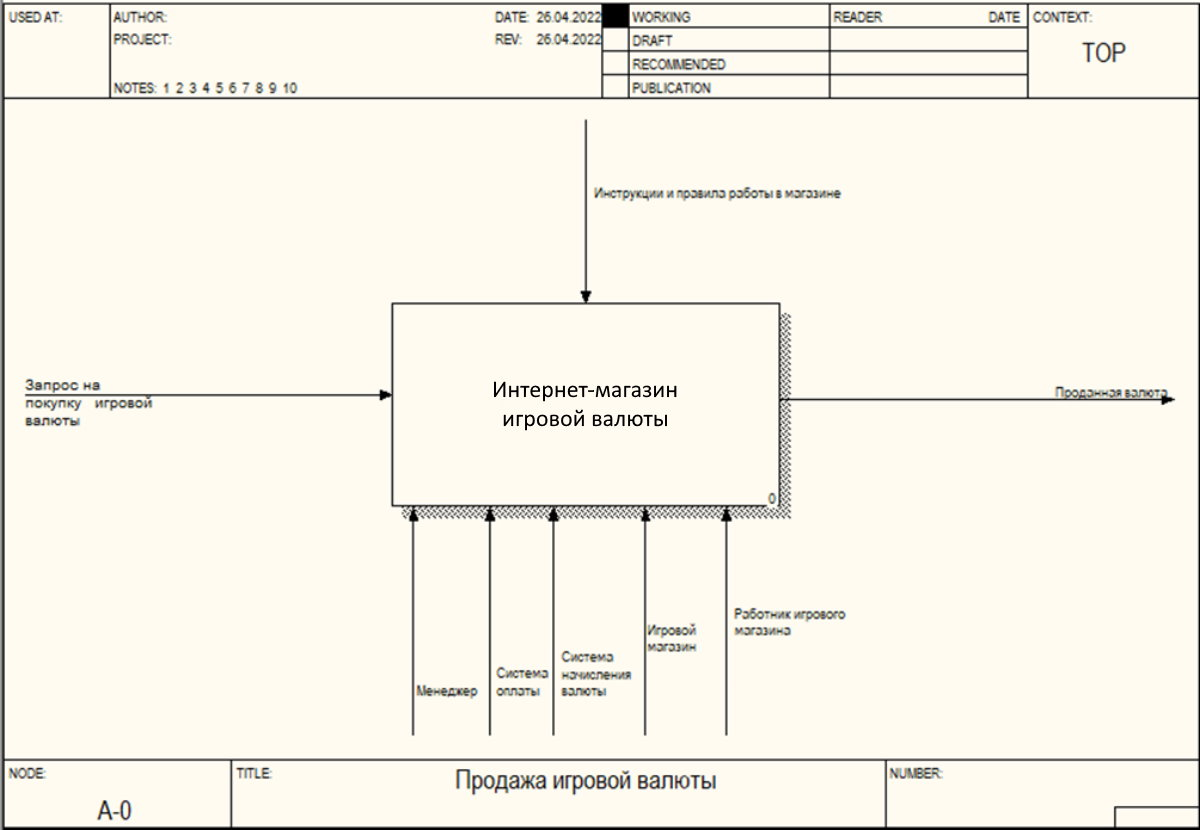 USED AT:
AUTHOR:
DATE: 26.04.2022
PROJECT:
REV: 26.04.2022
NOTES: 1 2 3 4 5 6 7 8 9 10
WORKING
DRAFT
RECOMMENDED
PUBLICATION
READER
DATE
CONTEXT:
TOP
Инструкции и правила работы в магазине
Запрос на
покупку игровой
валюты
Интернет-магазин
игровой валюты
0
Проданная валюта
Менеджер
Система
оплаты
Система
начисления
валюты
Игровой
магазин
Работник игрового
магазина
NODE:
A-0
TITLE:
Продажа игровой валюты
NUMBER: